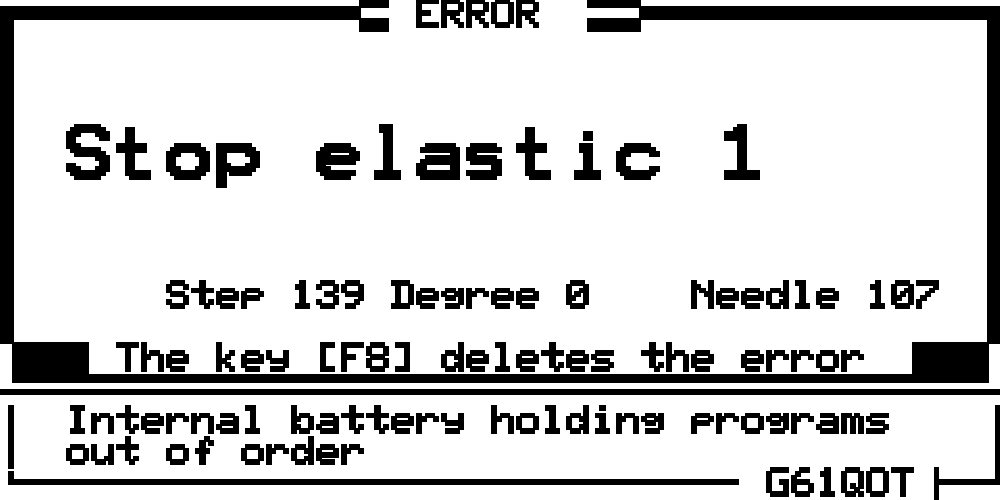 ERROR
Stop elastic 1
Step 139 Degree 0 Needle 107
The key [F8] deletes the error
Internal battery holding programs
out of order
G61QOT